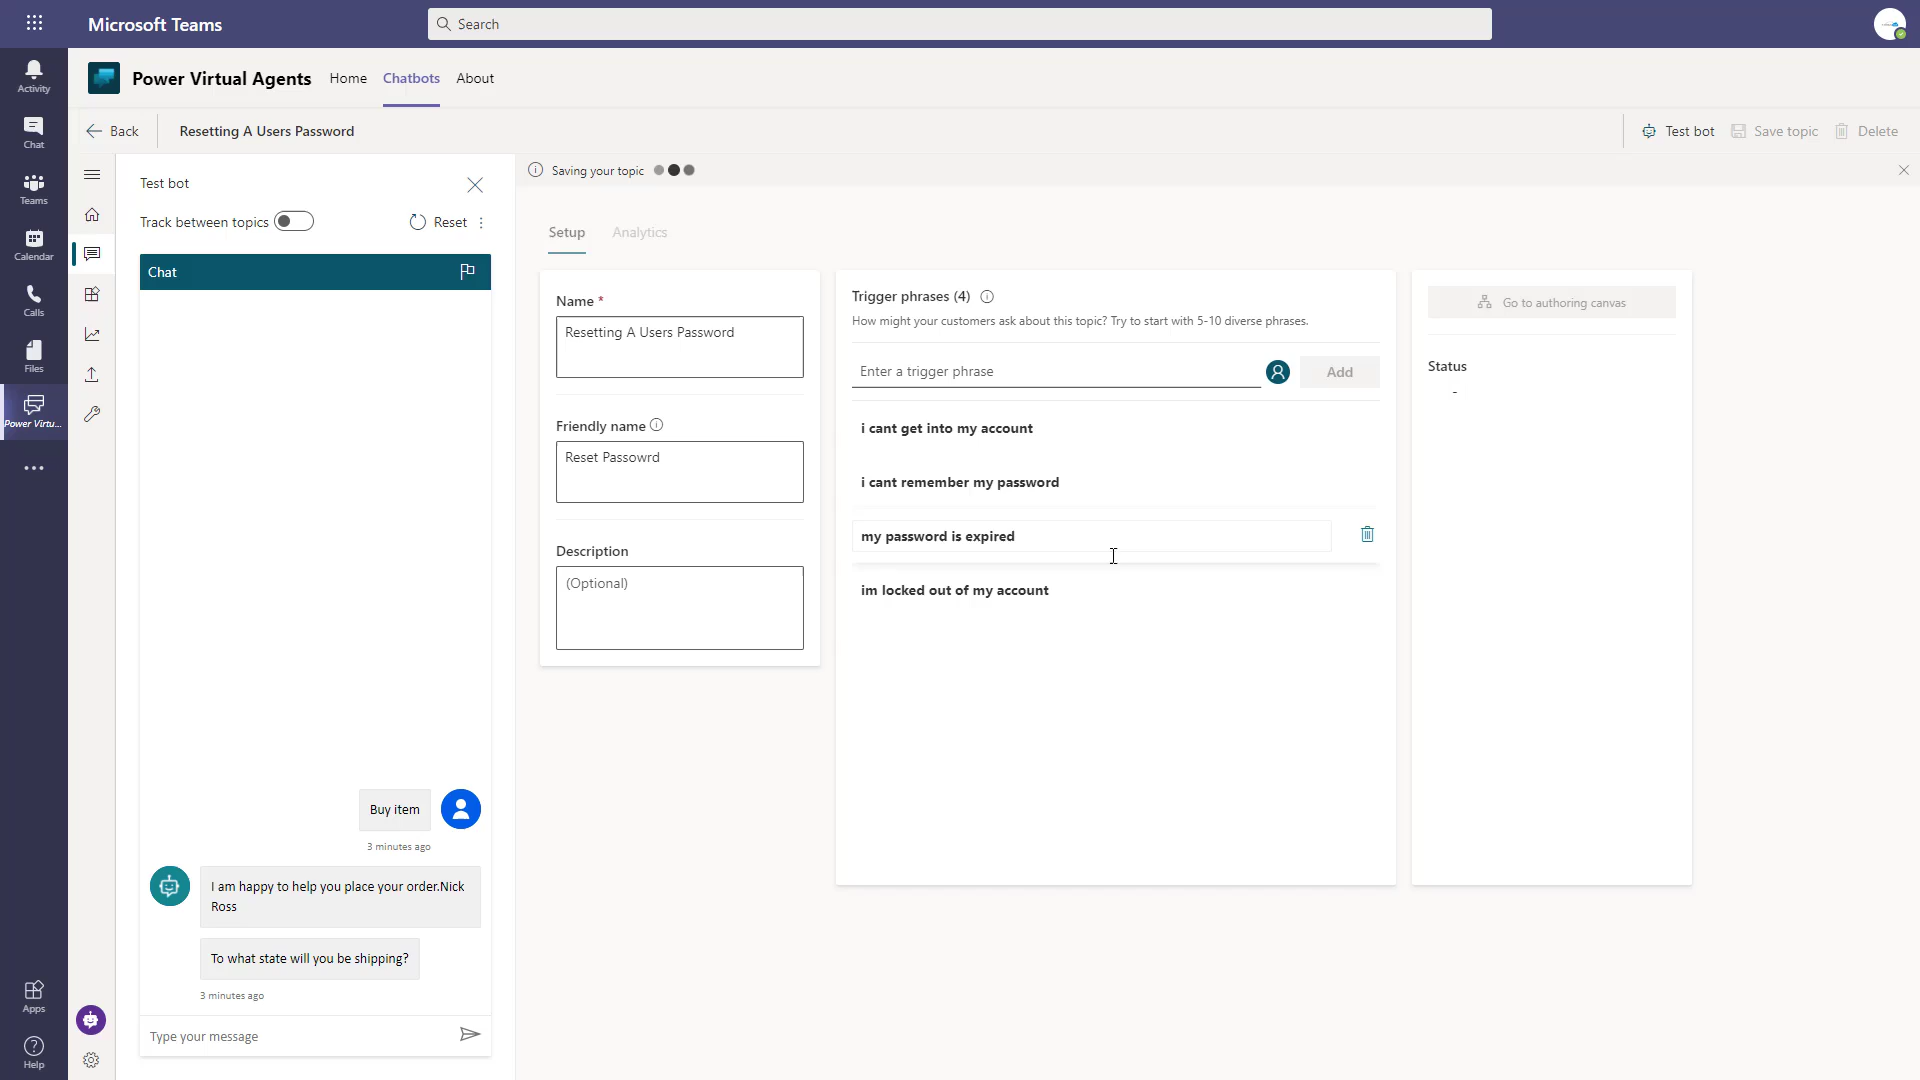 Microsoft Teams
Search
Activity
Chat
Teams
Calendar
Calls
Files
Power Virtu...
Apps
Help
Power Virtual Agents
Home
Chatbots
About
Back
Resetting A Users Password
Test bot
Save topic
Delete
Test bot
Track between topics
Reset
Chat
Buy item
3 minutes ago
I am happy to help you place your order.Nick
Ross
To what state will you be shipping?
3 minutes ago
Type your message
Saving your topic
Setup
Analytics
Name *
Resetting A Users Password
Friendly name
Reset Passowrd
Description
(Optional)
Trigger phrases (4)
How might your customers ask about this topic? Try to start with 5-10 diverse phrases.
Enter a trigger phrase
Add
i cant get into my account
i cant remember my password
my password is expired
im locked out of my account
Go to authoring canvas
Status
-